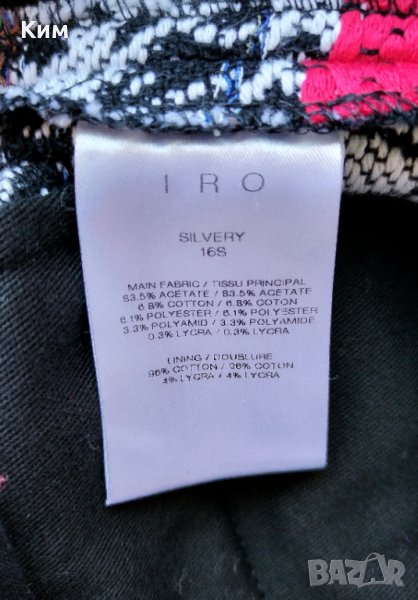 Ким
IRO
SILVERY
16S
MAIN FABRIC / TISSU PRINCIPAL
83.5% ACETATE / 83.5% ACETATE
6.8% COTTON / 6.8% COTON
6.1% POLYESTER / 6.1% POLYESTER
3.3% POLYAMID / 3.3% POLYAMIDE
0.3% LYCRA / 0.3% LYCRA
LINING / DOUBLURE
96% COTTON / 96% COTON
4% LYCRA / 4% LYCRA
BAZAR